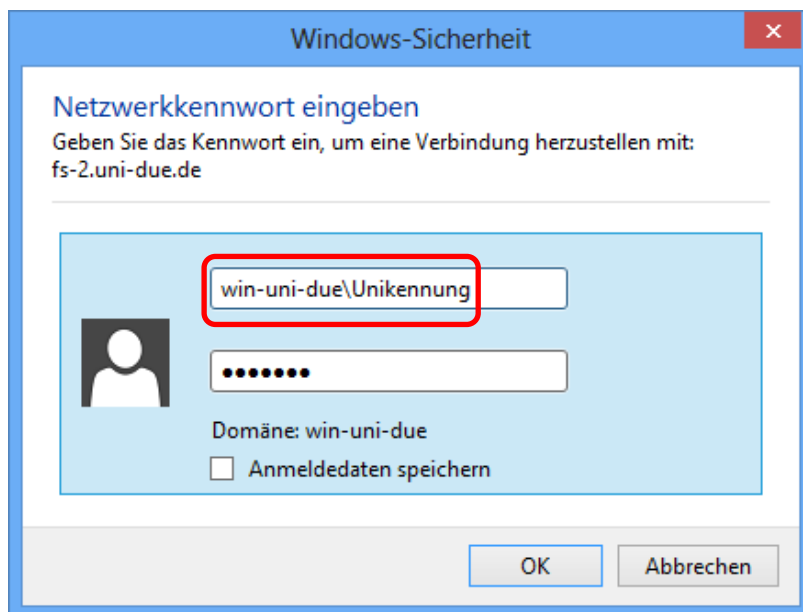 Windows-Sicherheit
Netzwerkkennwort eingeben
Geben Sie das Kennwort ein, um eine Verbindung herzustellen mit:
fs-2.uni-due.de
win-uni-due\Unikennung
●●●●●●●
Domäne: win-uni-due
Anmeldedaten speichern
OK
Abbrechen